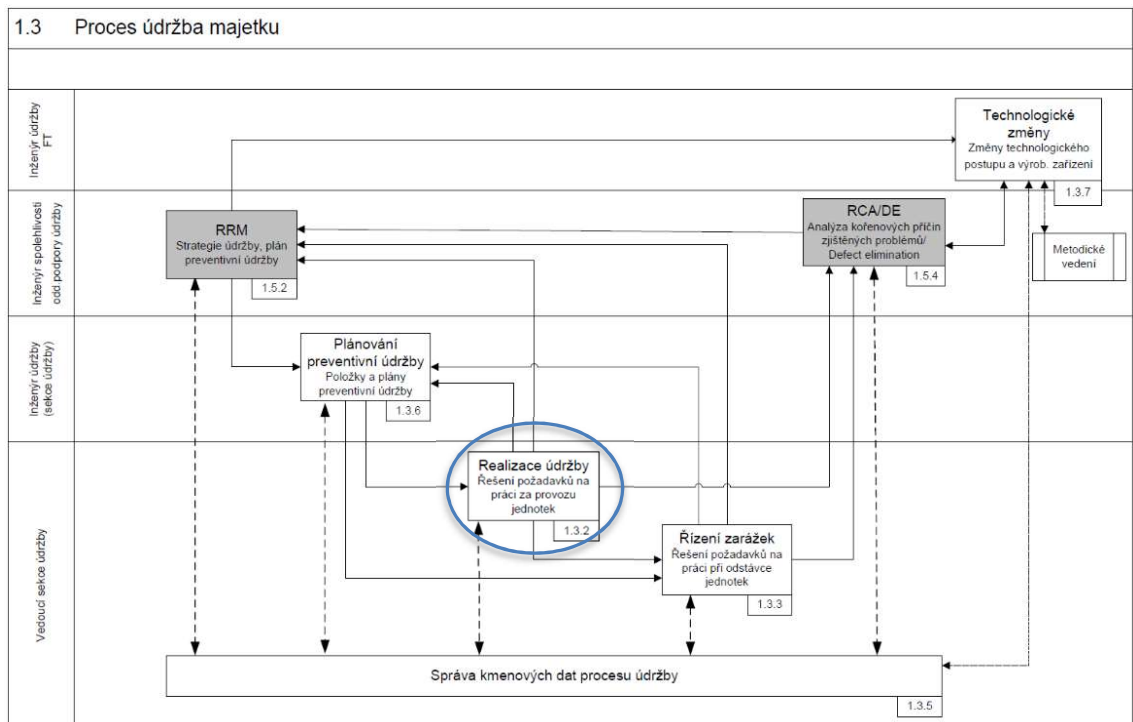 1.3 Proces údržba majetku
Inženýr údržby
FT
Technologické
změny
Změny technologického
postupu a výrob. zařízení
1.3.7
Inženýr spolehlivosti
odd.podpory údržby
RRM
Strategie údržby, plán
preventivní údržby
1.5.2
RCA/DE
Analýza kořenových příčin
zjištěných problémů/
Defect elimination
1.5.4
Metodické
vedení
Inženýr údržby
(sekce údržby)
Plánování
preventivní údržby
Položky a plány
preventivní údržby
1.3.6
Vedoucí sekce údržby
Realizace údržby
Řešení požadavků na
práci za provozu
jednotek
1.3.2
Řízení zarážek
Řešení požadavků na
práci při odstávce
jednotek
1.3.3
Správa kmenových dat procesu údržby
1.3.5